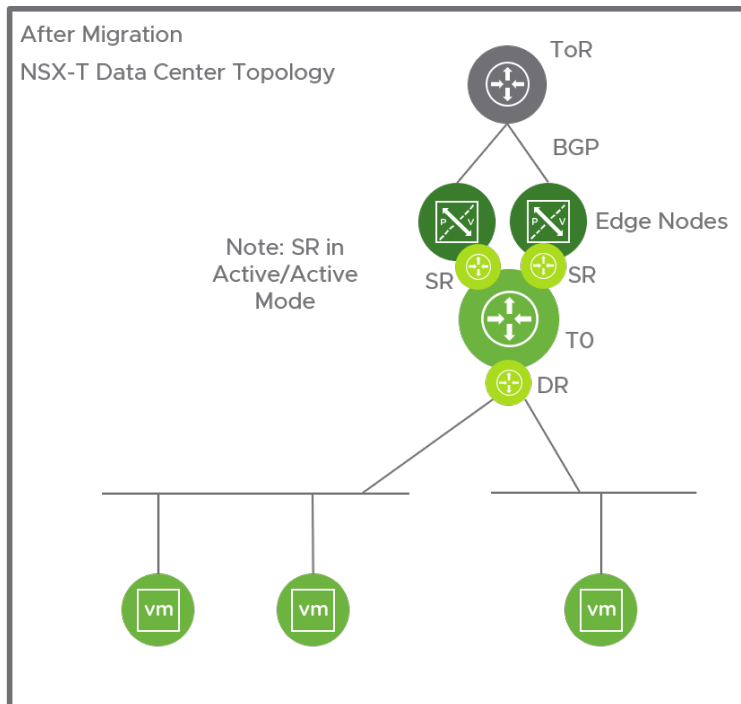 After Migration
NSX-T Data Center Topology
ToR
BGP
P V
P V
Edge Nodes
Note: SR in
Active/Active
Mode
SR
SR
T0
DR
vm
vm
vm